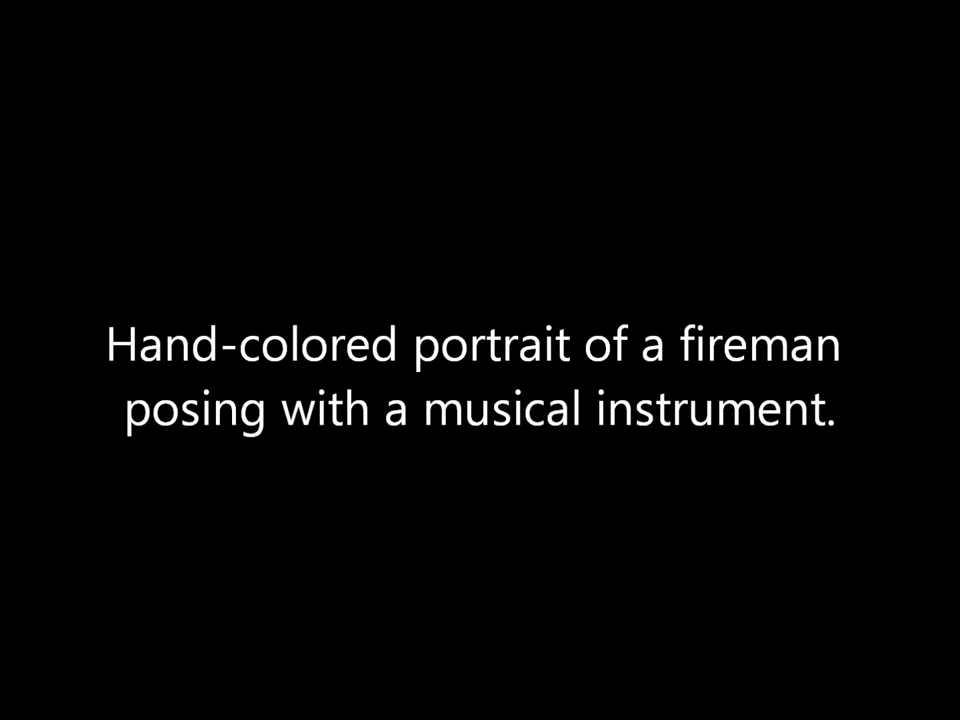 Hand-colored portrait of a fireman
posing with a musical instrument.